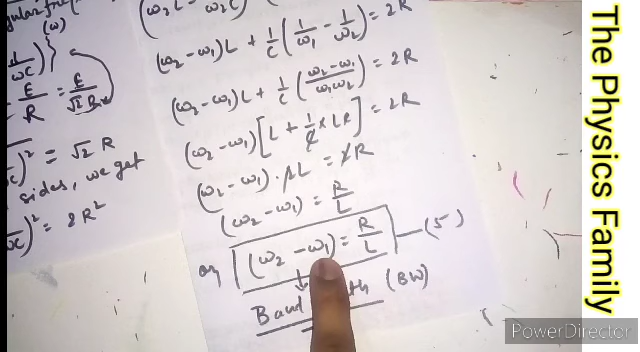 (ω)
E/R = E/√2 R
)² = √2 R
sides, we get
)² = 2R²
(ω₂ - ω₁)L + 1/C (1/ω₁ - 1/ω₂) = 2R
(ω₂ - ω₁)L + 1/C (ω₂ - ω₁/ω₁ω₂) = 2R
(ω₂ - ω₁) [L + 1/C × LC] = 2R
(ω₂ - ω₁) . 2L = 2R
(ω₂ - ω₁) = R/L
or (ω₂ - ω₁) = R/L — (5)
(BW)
The Physics Family
PowerDirector